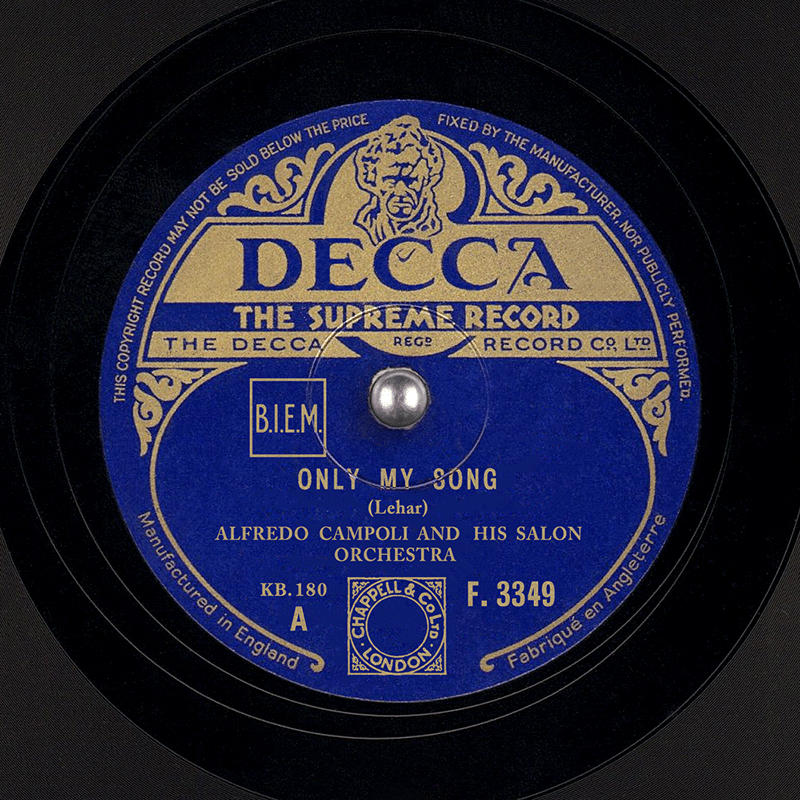 THIS COPYRIGHT RECORD MAY NOT BE SOLD BELOW THE PRICE FIXED BY THE MANUFACTURER, NOR PUBLICLY PERFORMED.
DECCA
THE SUPREME RECORD
THE DECCA REGD RECORD CO, LTD
B.I.E.M.
ONLY MY SONG
(Lehar)
ALFREDO CAMPOLI AND HIS SALON
ORCHESTRA
KB.180
A
CHAPPELL & CO LTD
LONDON
F. 3349
Manufactured in England
Fabriqué en Angleterre